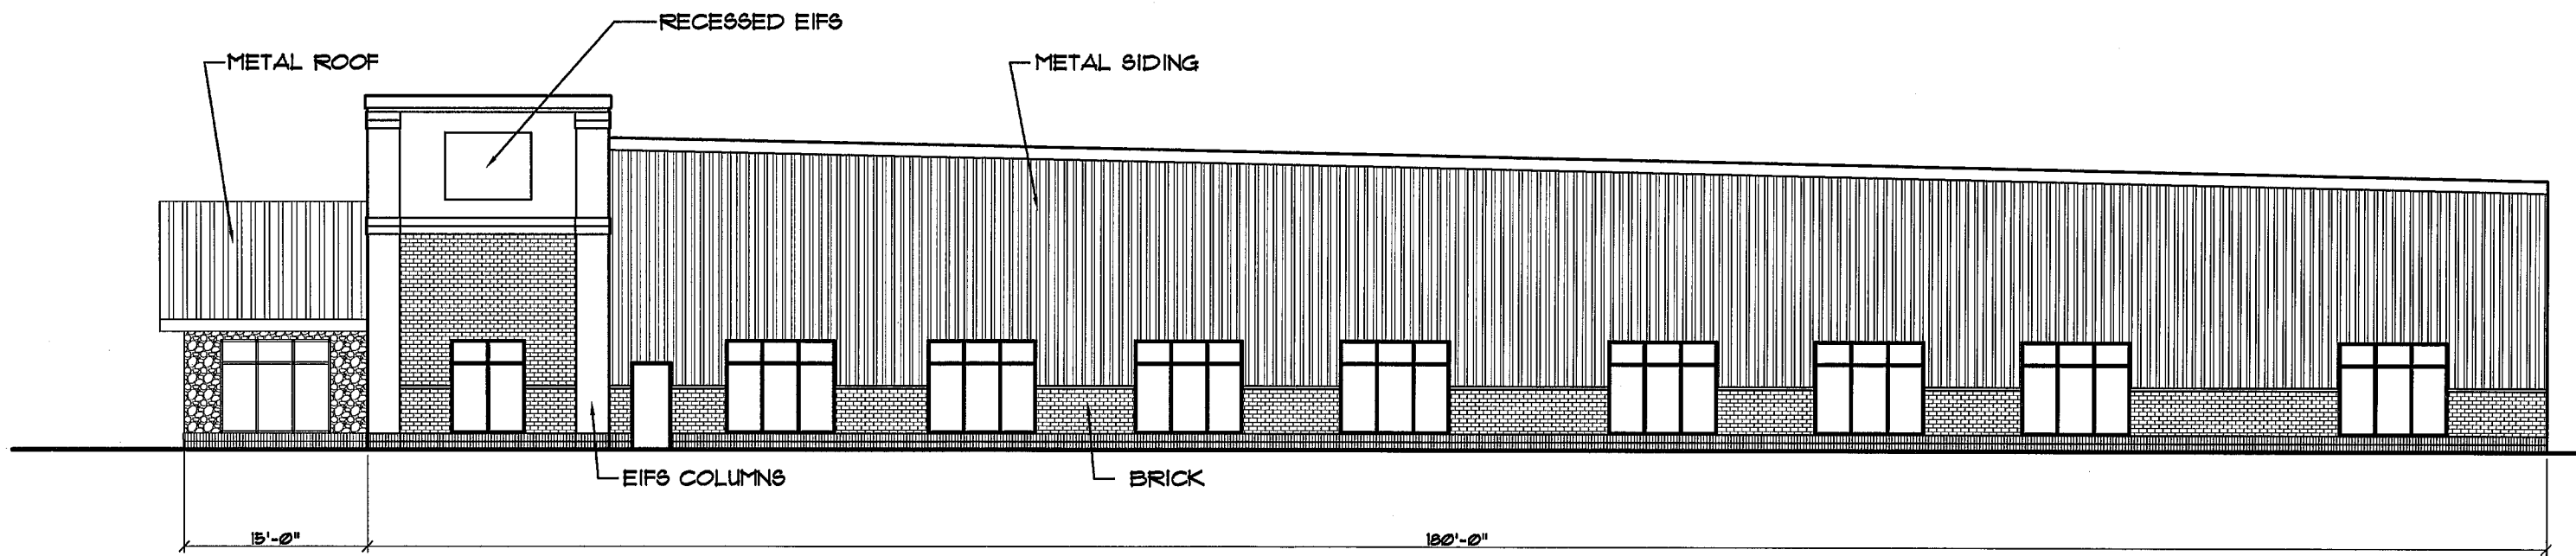 RECESSED EIFS
METAL ROOF
METAL SIDING
EIFS COLUMNS
BRICK
15'-0"
180'-0"